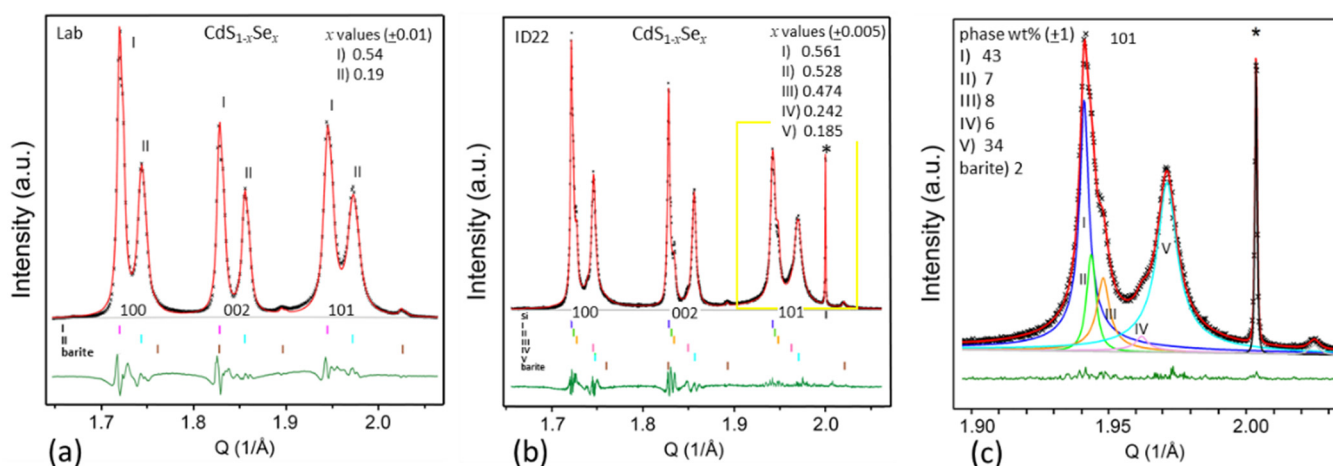 Lab
CdS1-xSex
x values (±0.01)
I) 0.54
II) 0.19
I
II
I
II
I
II
Intensity (a.u.)
100
002
101
I
II
barite
1.7
1.8
1.9
2.0
Q (1/Å)
(a)
ID22
CdS1-xSex
x values (±0.005)
I) 0.561
II) 0.528
III) 0.474
IV) 0.242
V) 0.185
*
Intensity (a.u.)
100
002
101
Si
I
II
III
IV
V
barite
1.7
1.8
1.9
2.0
Q (1/Å)
(b)
phase wt% (±1)
101
*
I) 43
II) 7
III) 8
IV) 6
V) 34
barite) 2
I
II
III
IV
V
Intensity (a.u.)
1.90
1.95
2.00
Q (1/Å)
(c)